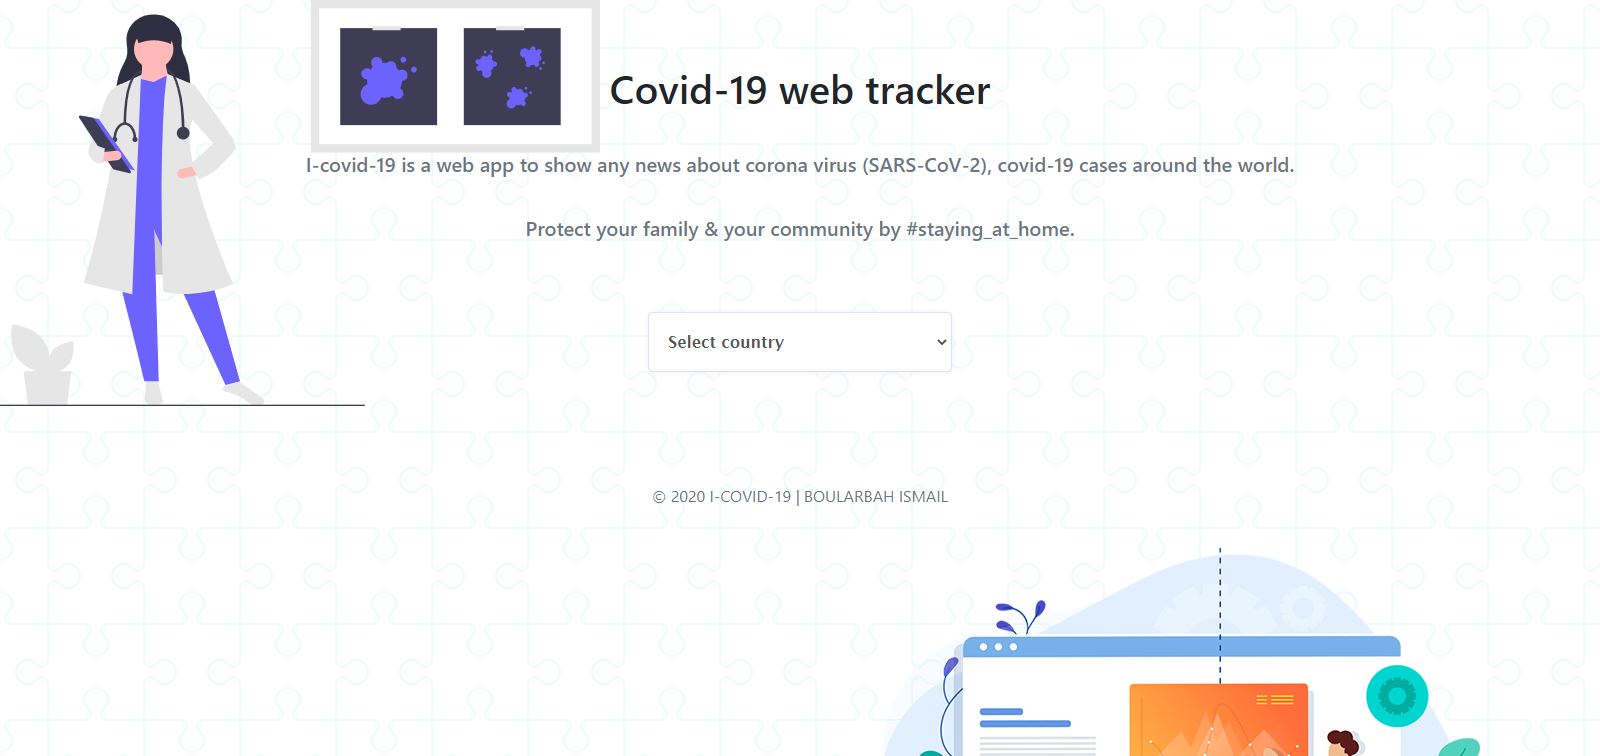 Covid-19 web tracker
I-covid-19 is a web app to show any news about corona virus (SARS-CoV-2), covid-19 cases around the world.
Protect your family & your community by #staying_at_home.
Select country
© 2020 I-COVID-19 | BOULARBAH ISMAIL